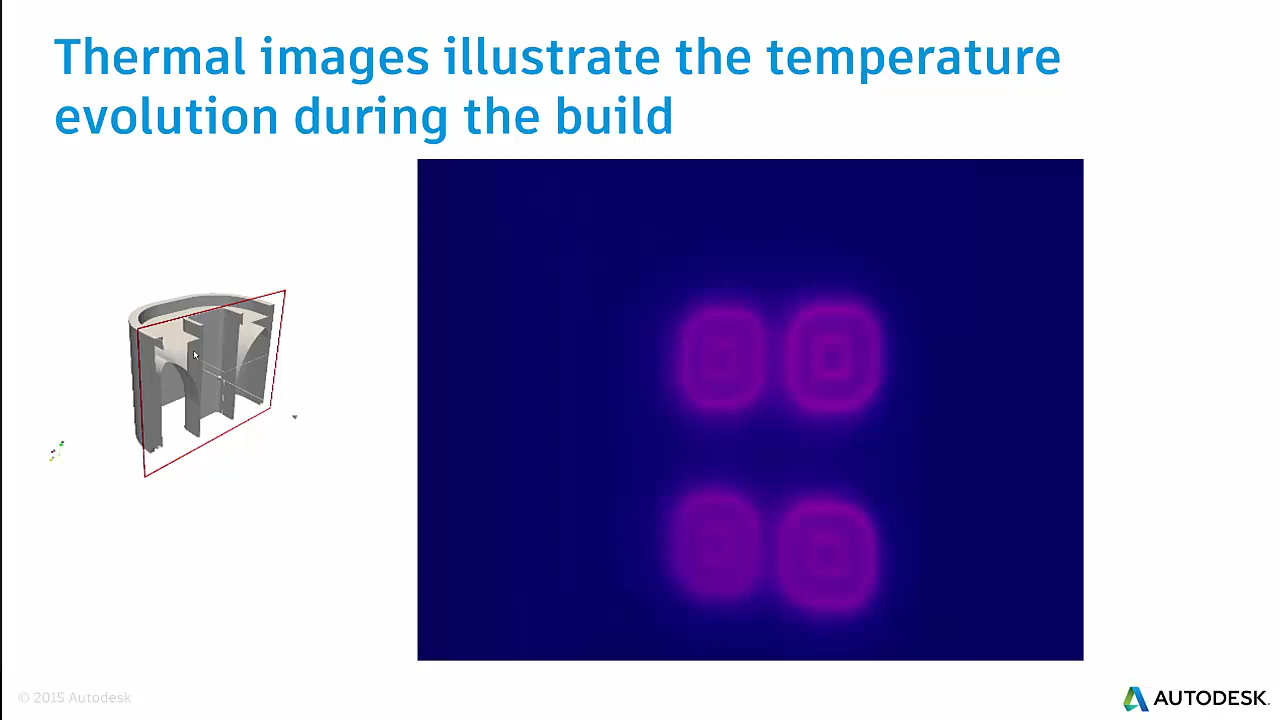 Thermal images illustrate the temperature
evolution during the build
© 2015 Autodesk
AUTODESK.